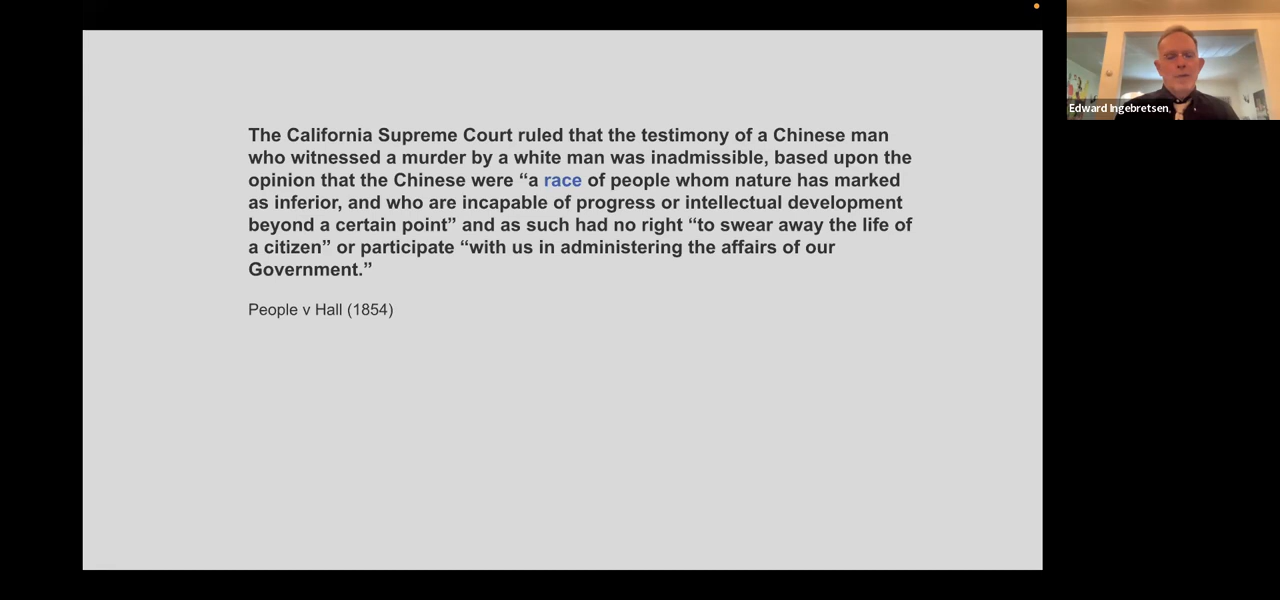 The California Supreme Court ruled that the testimony of a Chinese man
who witnessed a murder by a white man was inadmissible, based upon the
opinion that the Chinese were “a race of people whom nature has marked
as inferior, and who are incapable of progress or intellectual development
beyond a certain point” and as such had no right “to swear away the life of
a citizen” or participate “with us in administering the affairs of our
Government.”
People v Hall (1854)
Edward Ingebretsen